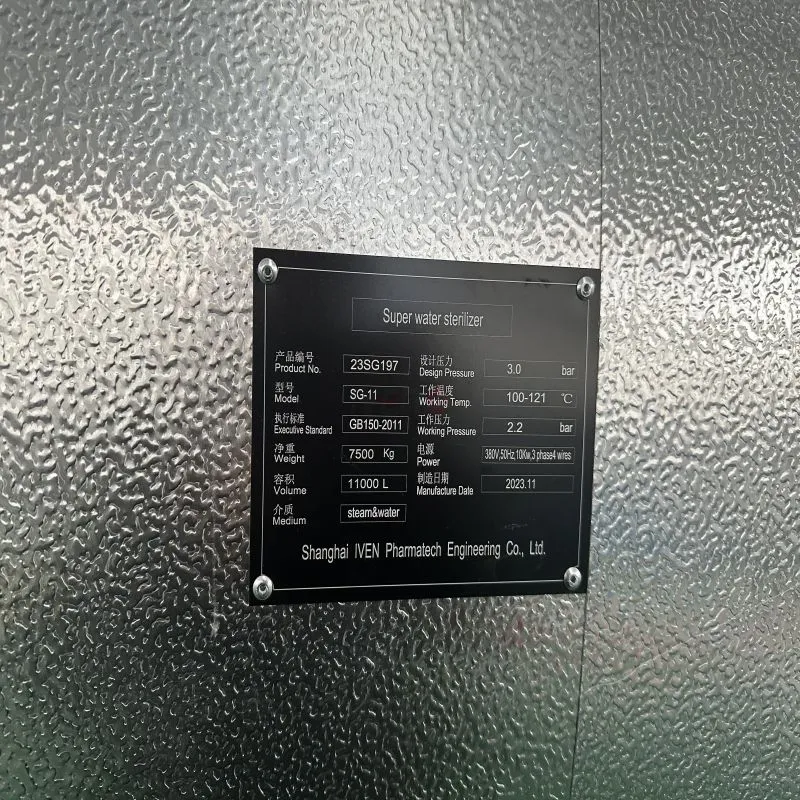 Super water sterilizer
产品编号 设计压力
Product No. 23SG197 Design Pressure 3.0 bar
型号 工作温度
Model SG-11 Working Temp. 100-121 ℃
执行标准 工作压力
Executive Standard GB150-2011 Working Pressure 2.2 bar
净重 电源
Weight 7500 Kg Power 380V,50Hz,10Kw,3 phase4 wires
容积 制造日期
Volume 11000 L Manufacture Date 2023.11
介质
Medium steam&water
Shanghai IVEN Pharmatech Engineering Co., Ltd.